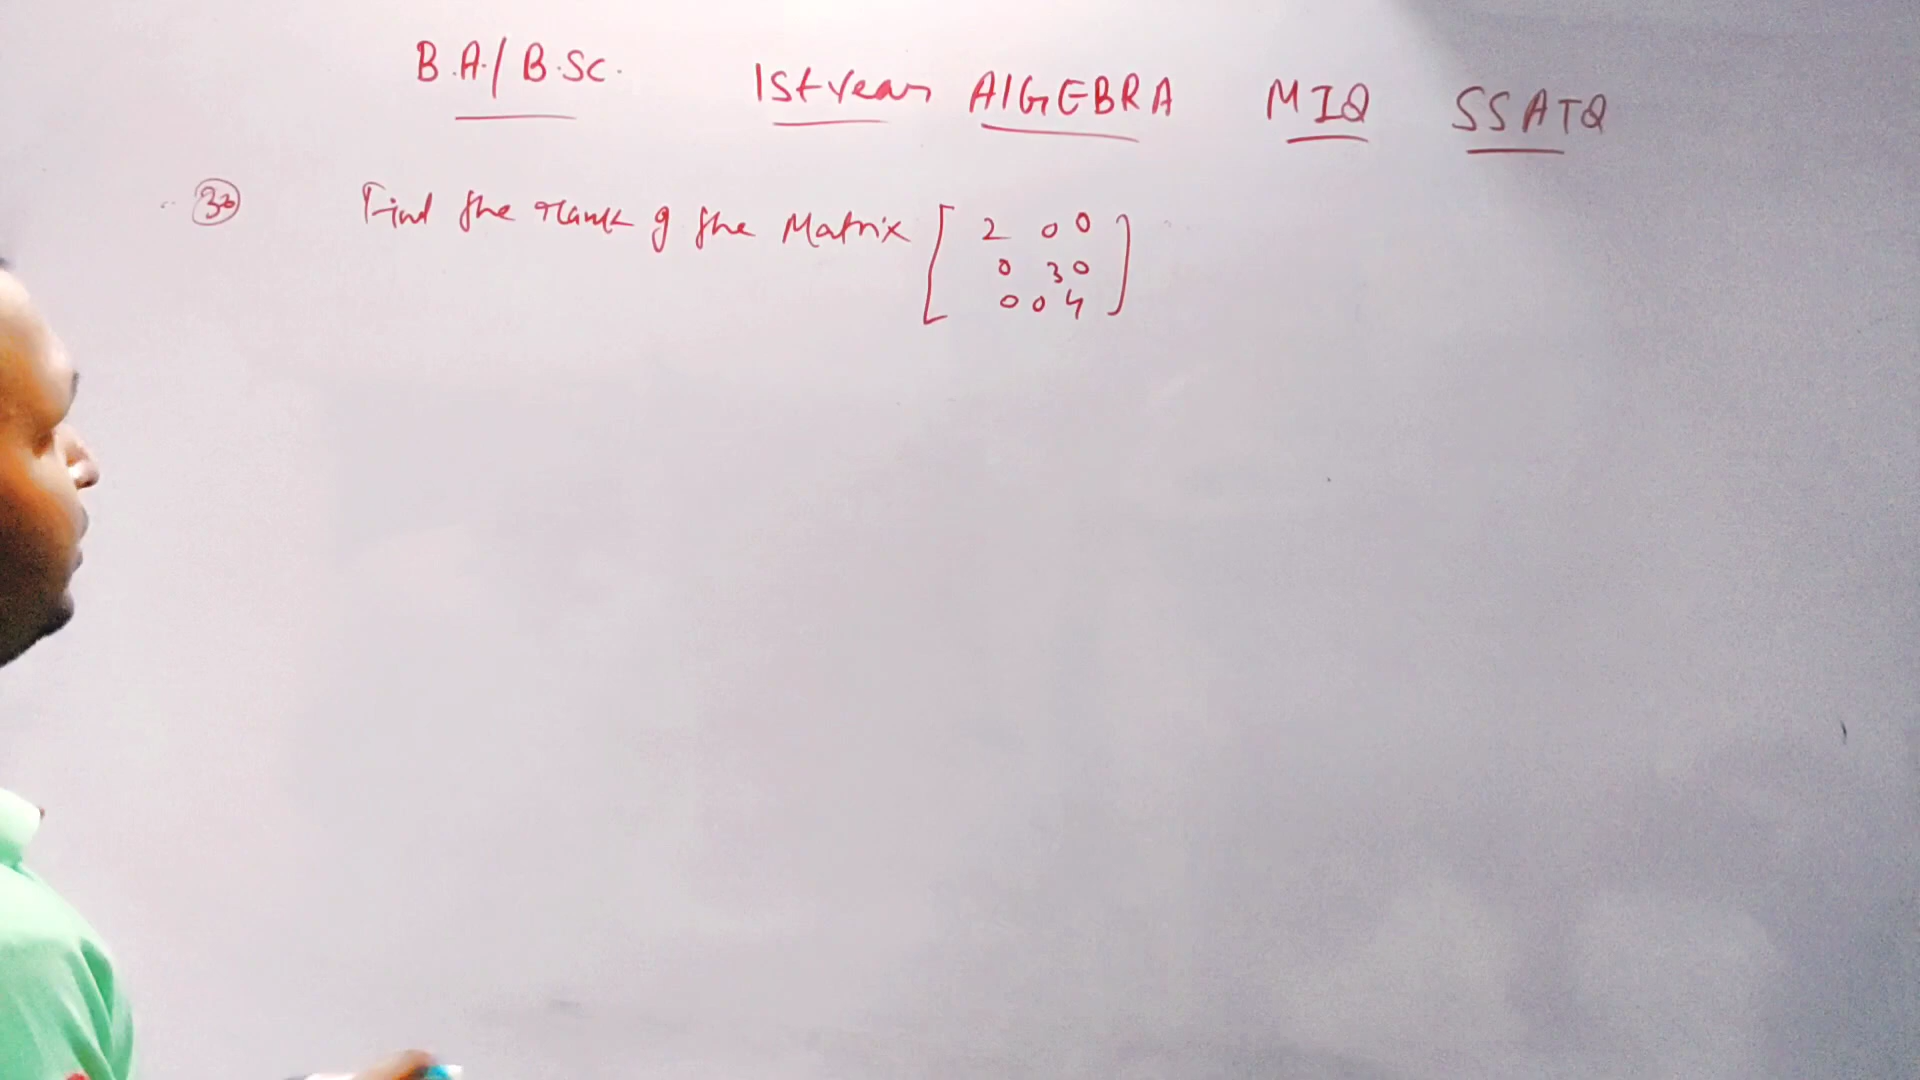 B.A./B.Sc. 1st Year AlGEBRA MIQ SSATQ
30 Find the rank of the Matrix [ 2 0 0 ]
0 3 0
0 0 4